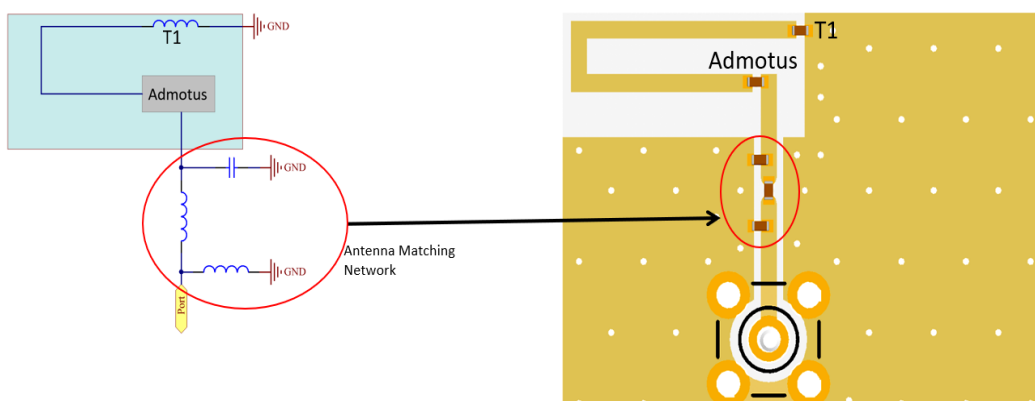 GND
T1
Admotus
GND
Antenna Matching
Network
GND
Port
T1
Admotus